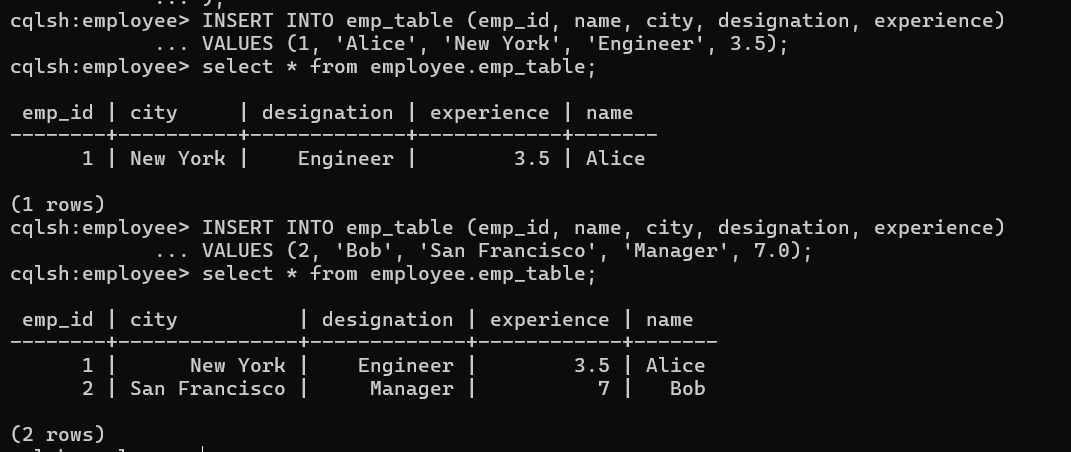 ... y;
cqlsh:employee> INSERT INTO emp_table (emp_id, name, city, designation, experience)
            ... VALUES (1, 'Alice', 'New York', 'Engineer', 3.5);
cqlsh:employee> select * from employee.emp_table;
 emp_id | city     | designation | experience | name
--------+----------+-------------+------------+-------
      1 | New York |    Engineer |        3.5 | Alice
(1 rows)
cqlsh:employee> INSERT INTO emp_table (emp_id, name, city, designation, experience)
            ... VALUES (2, 'Bob', 'San Francisco', 'Manager', 7.0);
cqlsh:employee> select * from employee.emp_table;
 emp_id | city          | designation | experience | name
--------+---------------+-------------+------------+-------
      1 |      New York |    Engineer |        3.5 | Alice
      2 | San Francisco |     Manager |          7 |   Bob
(2 rows)